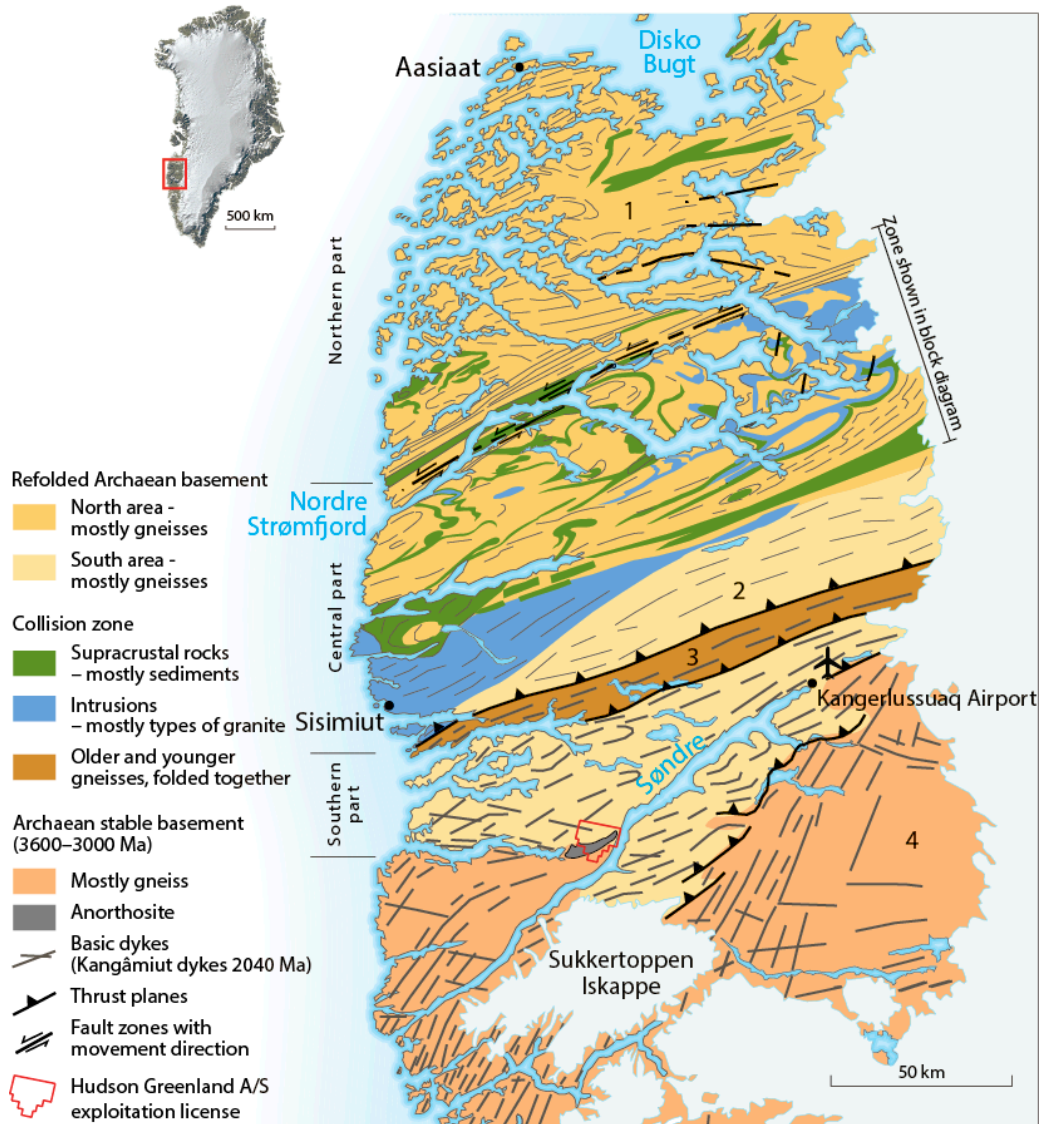 500 km
Aasiaat
Disko
Bugt
1
Northern part
Zone shown in block diagram
Nordre
Strømfjord
Central part
2
3
Kangerlussuaq Airport
Sisimiut
Southern
part
Søndre
4
Sukkertoppen
Iskappe
50 km
Refolded Archaean basement
North area -
mostly gneisses
South area -
mostly gneisses
Collision zone
Supracrustal rocks
– mostly sediments
Intrusions
– mostly types of granite
Older and younger
gneisses, folded together
Archaean stable basement
(3600–3000 Ma)
Mostly gneiss
Anorthosite
Basic dykes
(Kangâmiut dykes 2040 Ma)
Thrust planes
Fault zones with
movement direction
Hudson Greenland A/S
exploitation license